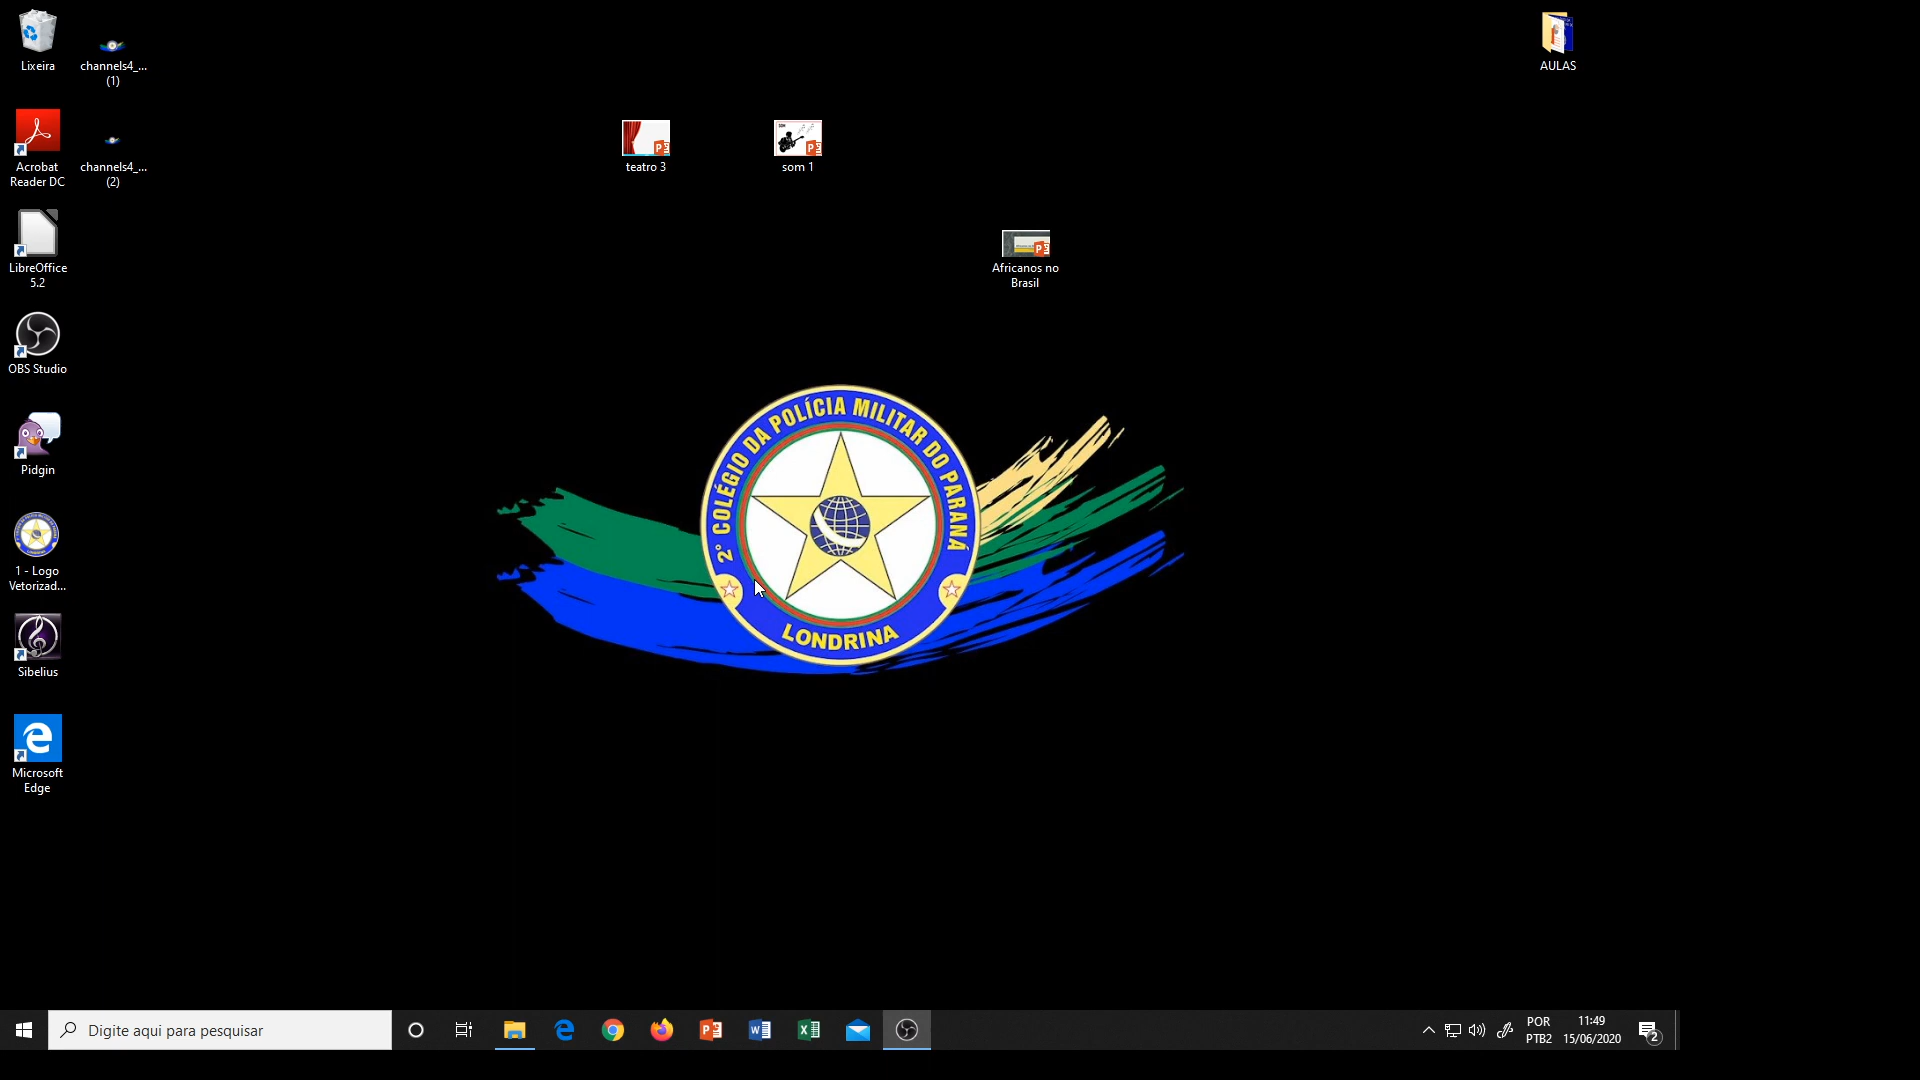 Lixeira
channels4_...
(1)
AULAS
Acrobat
Reader DC
channels4_...
(2)
teatro 3
SOM
som 1
LibreOffice
5.2
Africanos no
Brasil
OBS Studio
2° COLÉGIO DA POLÍCIA MILITAR DO PARANÁ
LONDRINA
Pidgin
1 - Logo
Vetorizad...
Sibelius
Microsoft
Edge
Digite aqui para pesquisar
POR
PTB2
11:49
15/06/2020
2